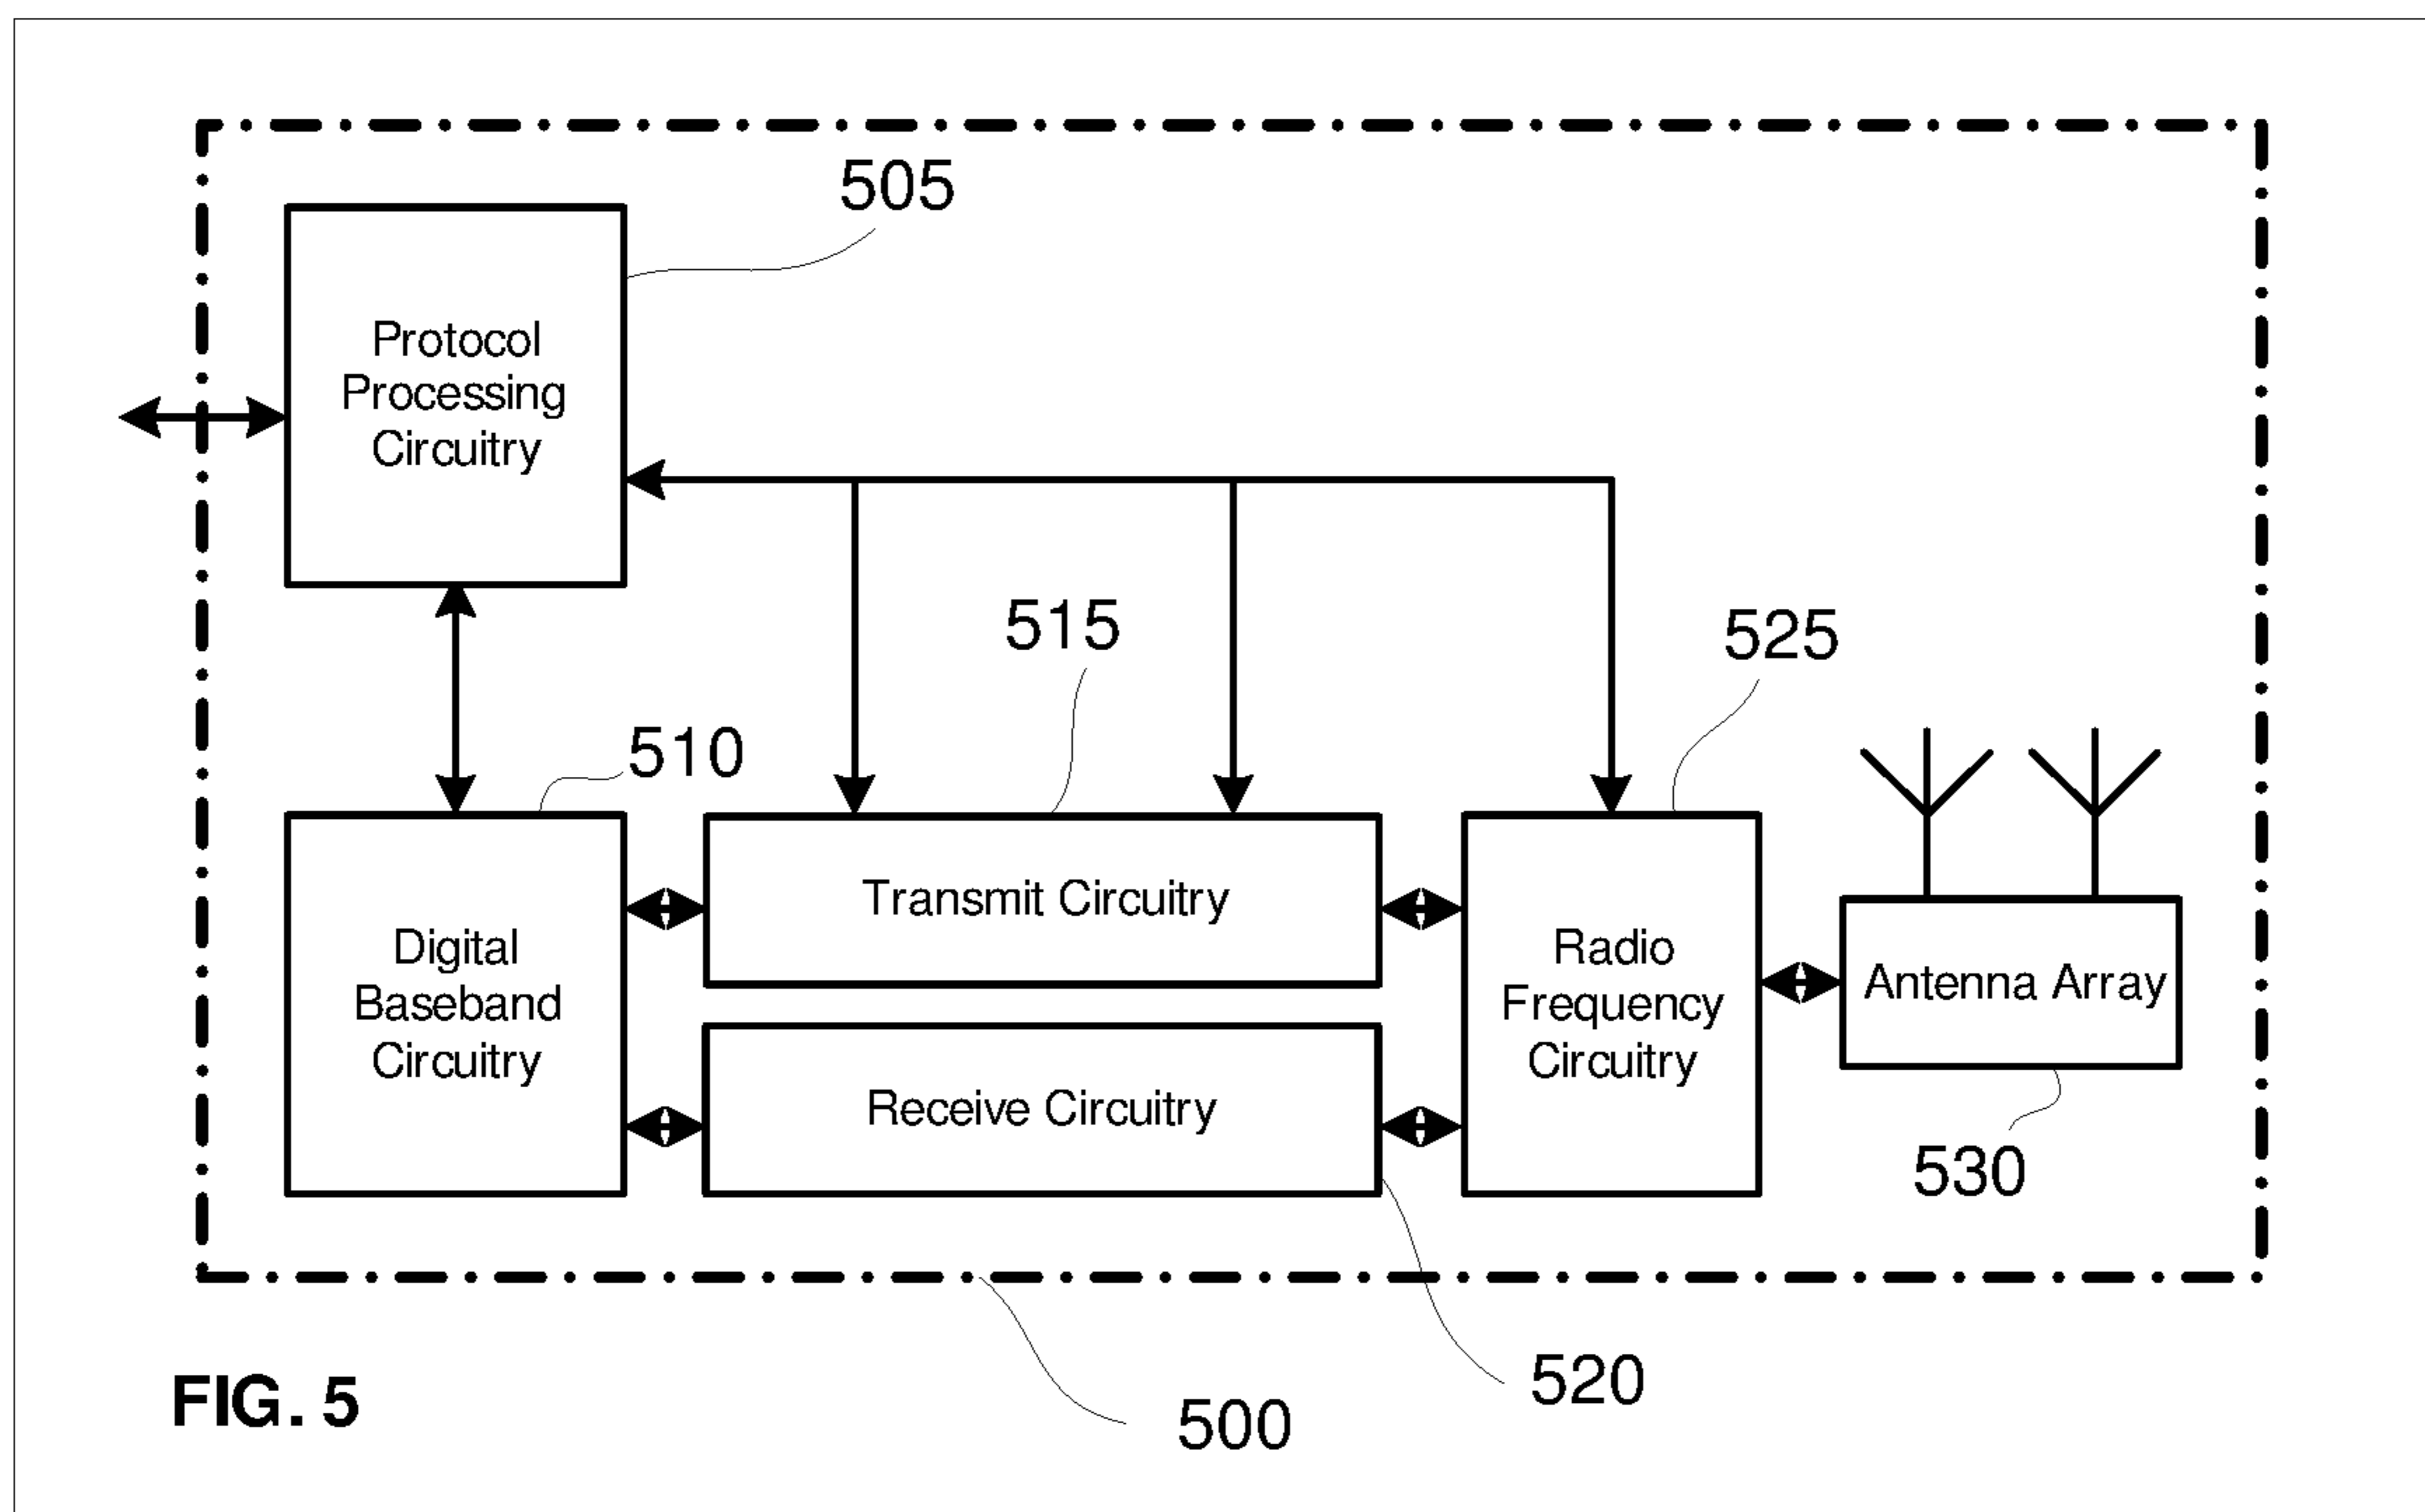 505
Protocol
Processing
Circuitry
515
525
510
Transmit Circuitry
Digital
Baseband
Circuitry
Radio
Frequency
Circuitry
Antenna Array
Receive Circuitry
530
520
FIG. 5
500